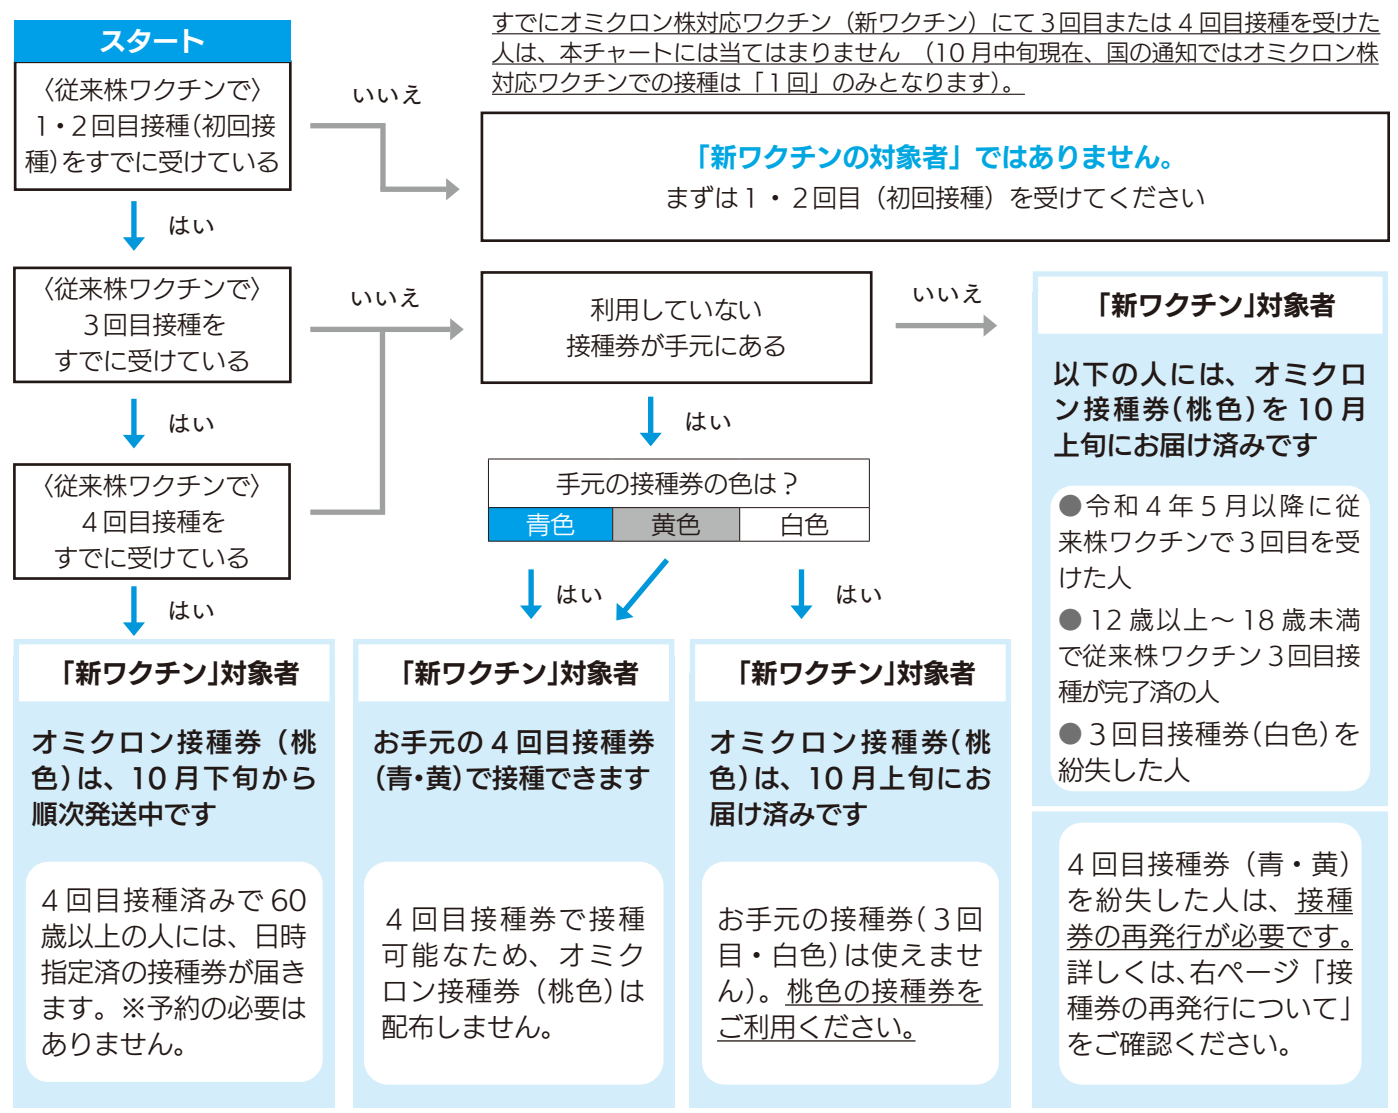 すでにオミクロン株対応ワクチン（新ワクチン）にて３回目または４回目接種を受けた
人は、本チャートには当てはまりません　（10 月中旬現在、国の通知ではオミクロン株
対応ワクチンでの接種は「１回」のみとなります）。
スタート
〈従来株ワクチンで〉
１・２回目接種（初回接
種）をすでに受けている
いいえ
「新ワクチンの対象者」ではありません。
まずは１・２回目（初回接種）を受けてください
はい
〈従来株ワクチンで〉
３回目接種を
すでに受けている
いいえ
利用していない
接種券が手元にある
いいえ
はい
はい
〈従来株ワクチンで〉
４回目接種を
すでに受けている
手元の接種券の色は？
青色
黄色
白色
はい
はい
はい
「新ワクチン」対象者
オミクロン接種券（桃
色）は、10 月下旬から
順次発送中です
４回目接種済みで 60
歳以上の人には、日時
指定済の接種券が届き
ます。※予約の必要は
ありません。
「新ワクチン」対象者
お手元の４回目接種券
（青・黄）で接種できます
４回目接種券で接種
可能なため、オミク
ロン接種券（桃色）は
配布しません。
「新ワクチン」対象者
オミクロン接種券（桃
色）は、10 月上旬にお
届け済みです
お手元の接種券（３回
目・白色）は使えませ
ん）。桃色の接種券を
ご利用ください。
「新ワクチン」対象者
以下の人には、オミクロ
ン接種券（桃色）を 10 月
上旬にお届け済みです
●令和４年５月以降に従
来株ワクチンで３回目を受
けた人
●12 歳以上～ 18 歳未満
で従来株ワクチン３回目接
種が完了済の人
●３回目接種券（白色）を
紛失した人
４回目接種券（青・黄）
を紛失した人は、接種
券の再発行が必要です。
詳しくは、右ページ「接
種券の再発行について」
をご確認ください。